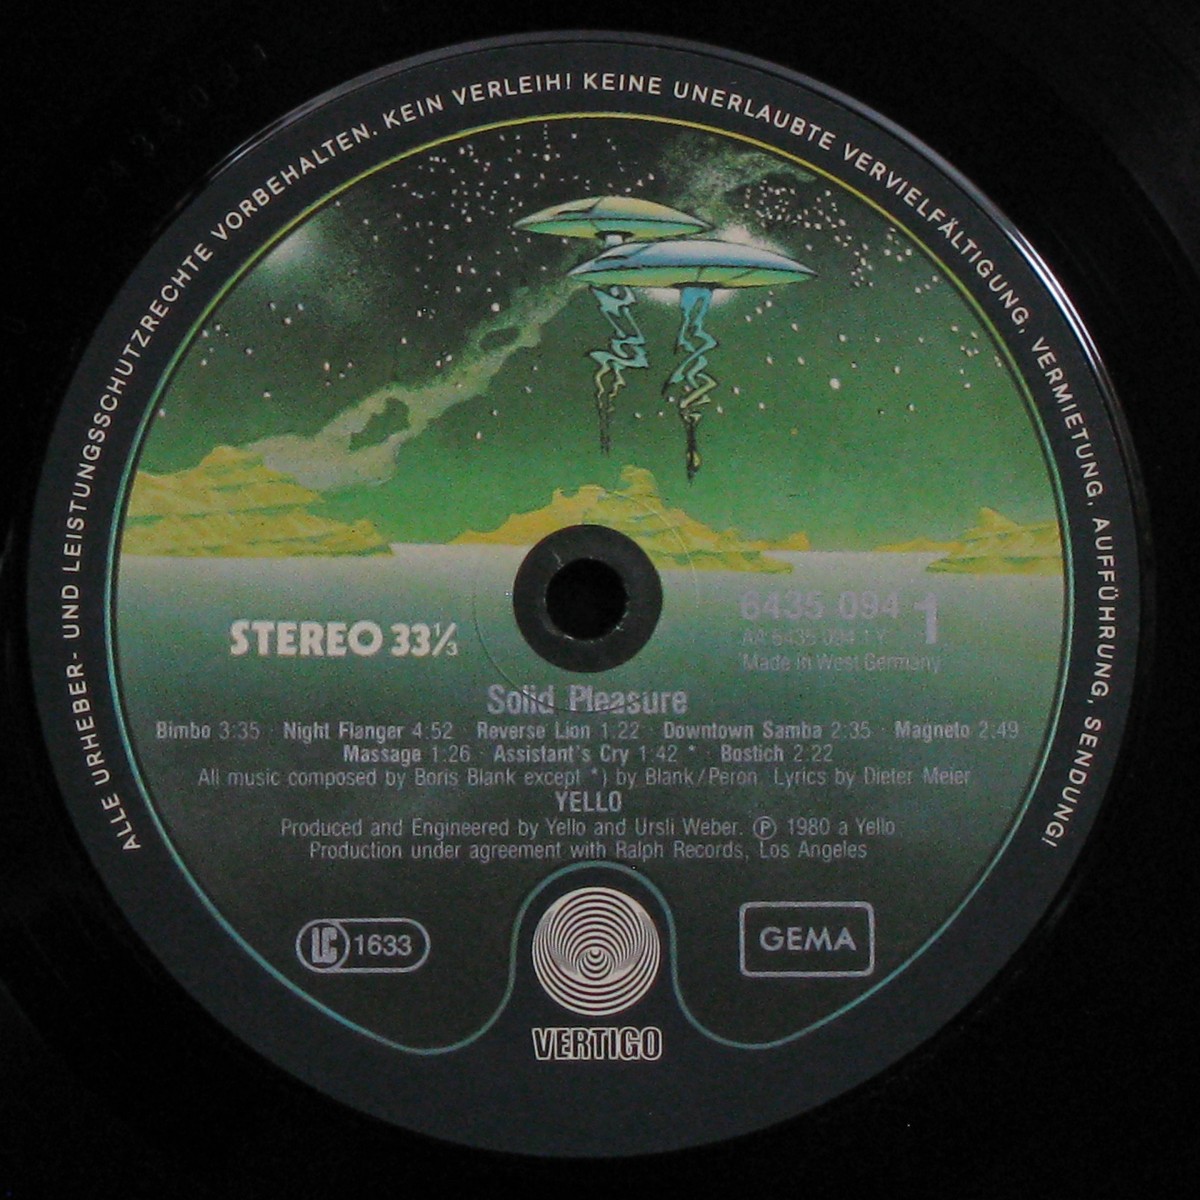 ALLE URHEBER- UND LEISTUNGSSCHUTZRECHTE VORBEHALTEN. KEIN VERLEIH! KEINE UNERLAUBTE VERVIELFÄLTIGUNG, VERMIETUNG, AUFFÜHRUNG, SENDUNG!
STEREO 33⅓
6435 094 1
AA 6435 094 1 Y
Made in West Germany
Solid Pleasure
Bimbo 3:35 · Night Flanger 4:52 · Reverse Lion 1:22 · Downtown Samba 2:35 · Magneto 2:49
Massage 1:26 · Assistant's Cry 1:42 * · Bostich 2:22
All music composed by Boris Blank except *) by Blank/Peron. Lyrics by Dieter Meier
YELLO
Produced and Engineered by Yello and Ursli Weber. ℗ 1980 a Yello
Production under agreement with Ralph Records, Los Angeles
LC 1633
GEMA
VERTIGO